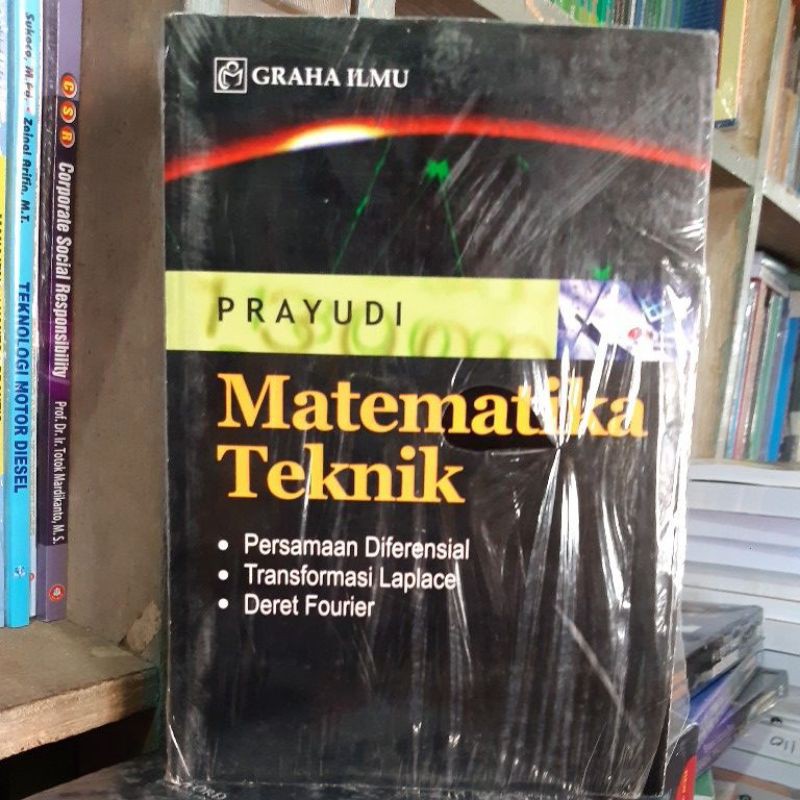 GRAHA ILMU
PRAYUDI
Matematika
Teknik
• Persamaan Diferensial
• Transformasi Laplace
• Deret Fourier
CSR Corporate Social Responsibility Prof. Dr. Ir. Totok Mardikanto, M. S.
Zainal Arifin, M.T.
TEKNOLOGI MOTOR DIESEL